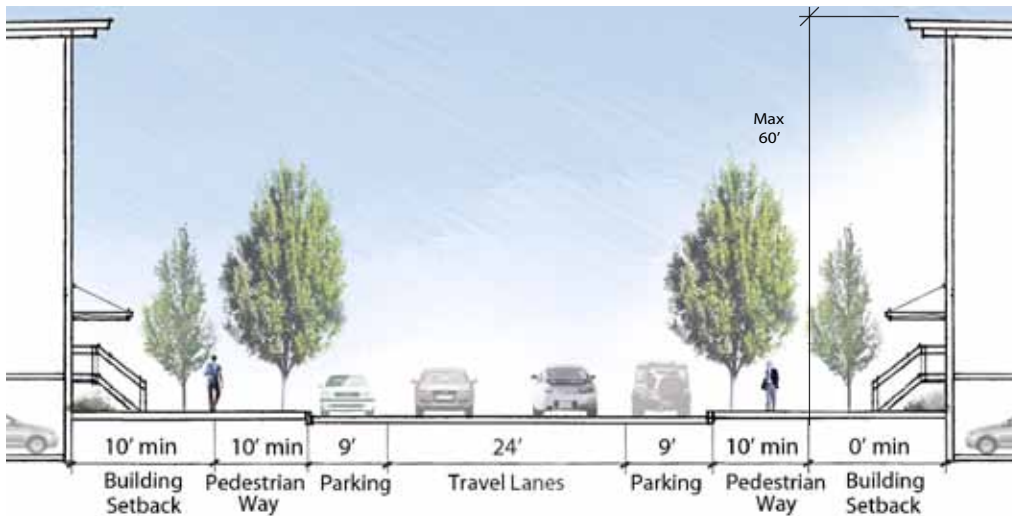 Max
60’
10’ min 10’ min 9’ 24’ 9’ 10’ min 0’ min
Building Pedestrian Parking Travel Lanes Parking Pedestrian Building
Setback Way Way Setback